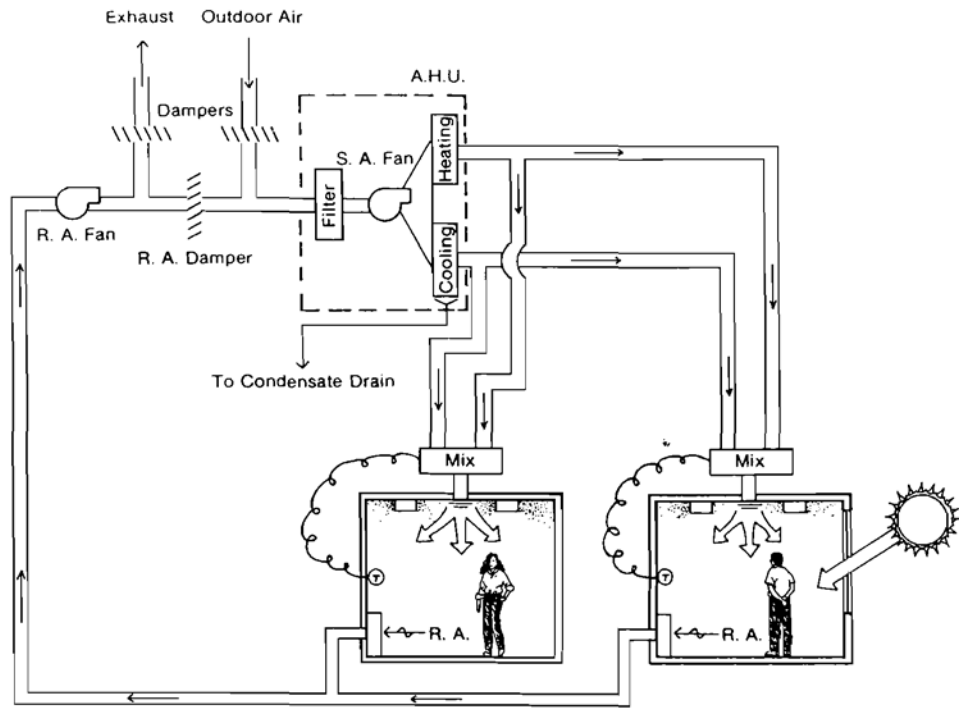 Exhaust
Outdoor Air
A.H.U.
Dampers
S. A. Fan
Heating
Filter
R. A. Fan
R. A. Damper
Cooling
To Condensate Drain
Mix
Mix
T
T
R. A.
R. A.